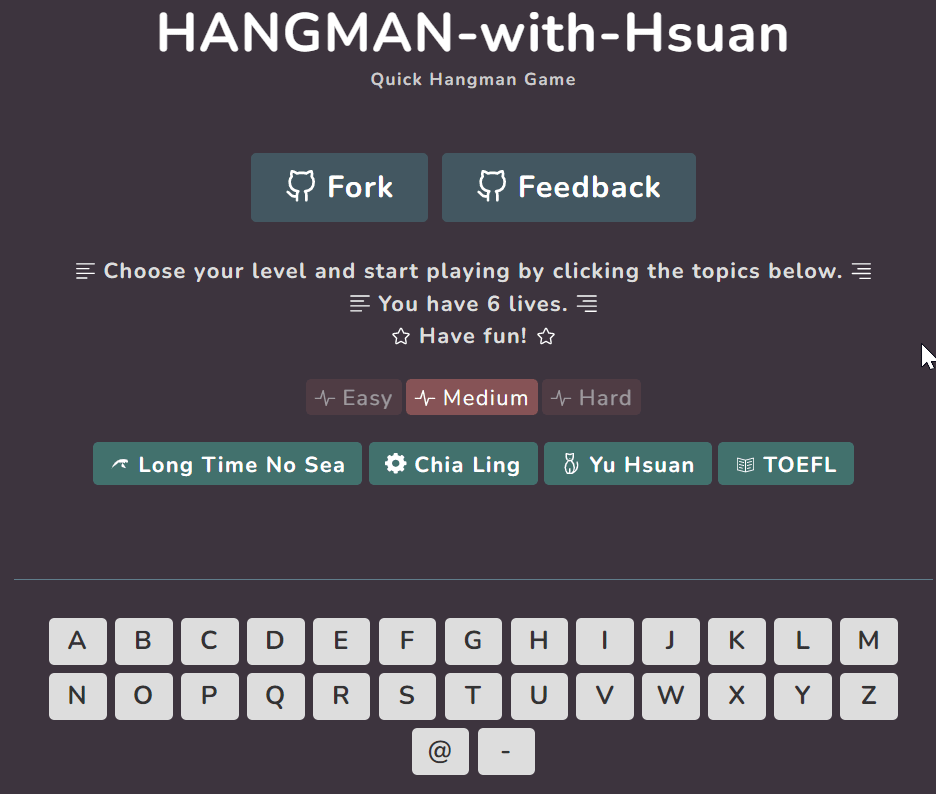 HANGMAN-with-Hsuan
Quick Hangman Game
Fork Feedback
Choose your level and start playing by clicking the topics below.
You have 6 lives.
Have fun!
Easy Medium Hard
Long Time No Sea Chia Ling Yu Hsuan TOEFL
A B C D E F G H I J K L M
N O P Q R S T U V W X Y Z
@ -